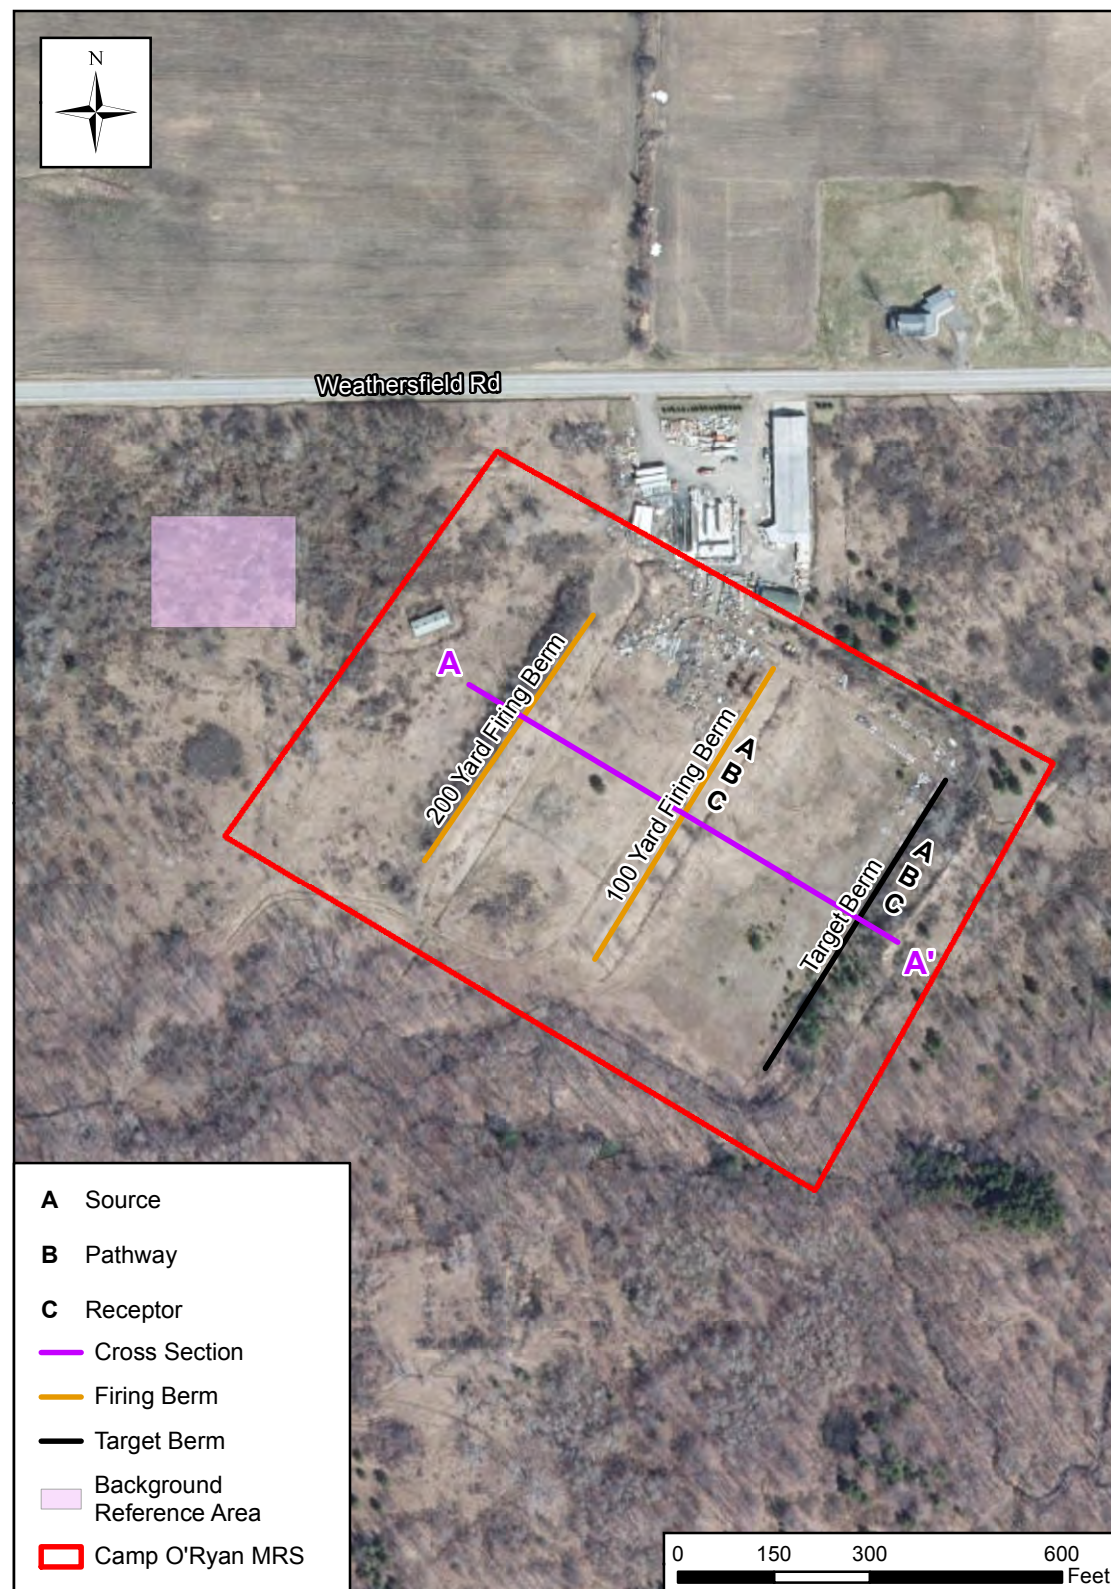 N
Weathersfield Rd
A
200 Yard Firing Berm
100 Yard Firing Berm
A
B
C
Target Berm
A
B
C
A'
A Source
B Pathway
C Receptor
Cross Section
Firing Berm
Target Berm
Background
Reference Area
Camp O'Ryan MRS
0 150 300 600
Feet